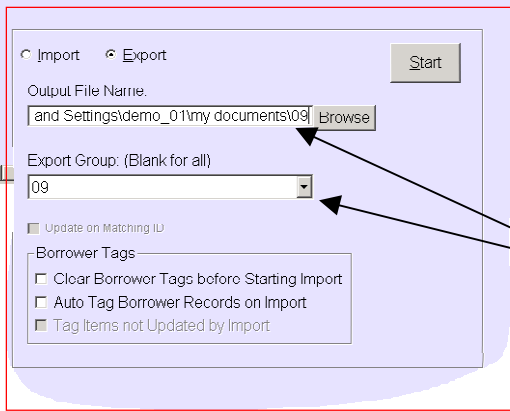 Import Export
Start
Output File Name.
and Settings\demo_01\my documents\09
Browse
Export Group: (Blank for all)
09
Update on Matching ID
Borrower Tags
Clear Borrower Tags before Starting Import
Auto Tag Borrower Records on Import
Tag Items not Updated by Import